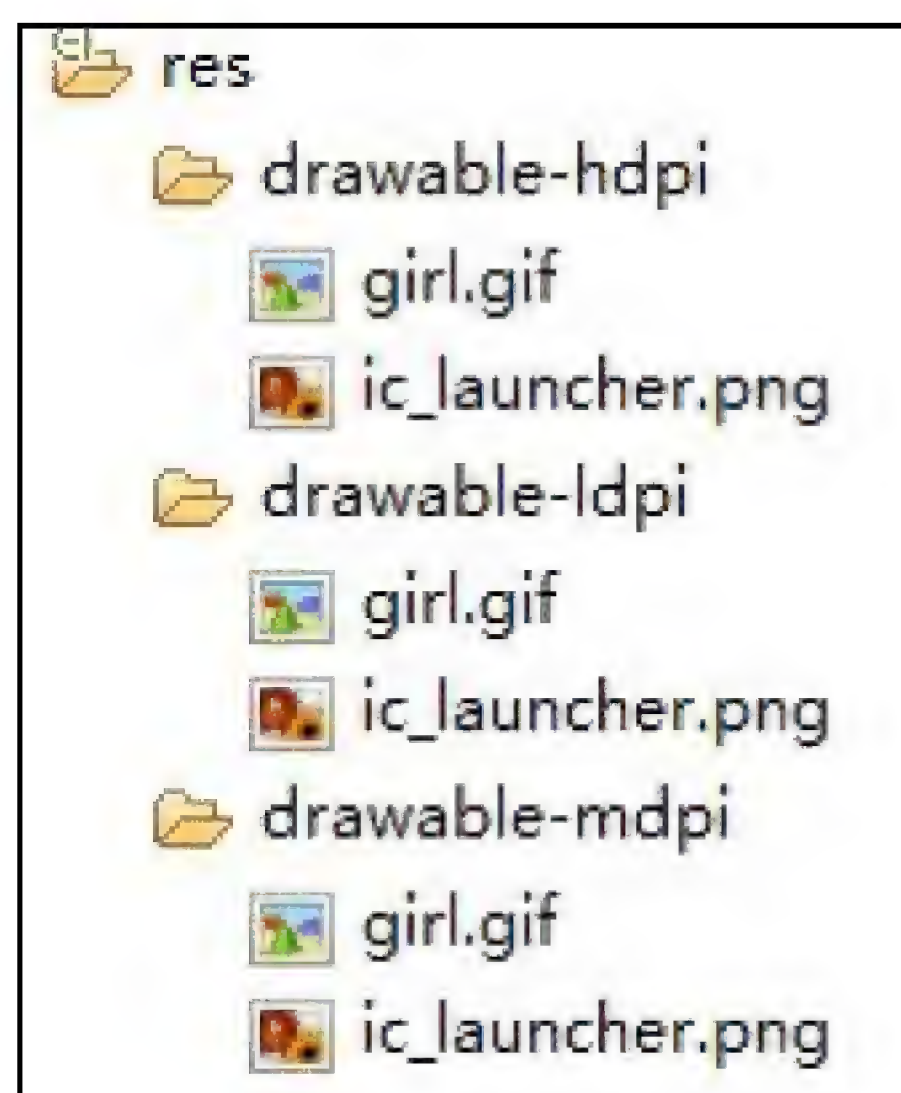 res
drawable-hdpi
girl.gif
ic_launcher.png
drawable-ldpi
girl.gif
ic_launcher.png
drawable-mdpi
girl.gif
ic_launcher.png